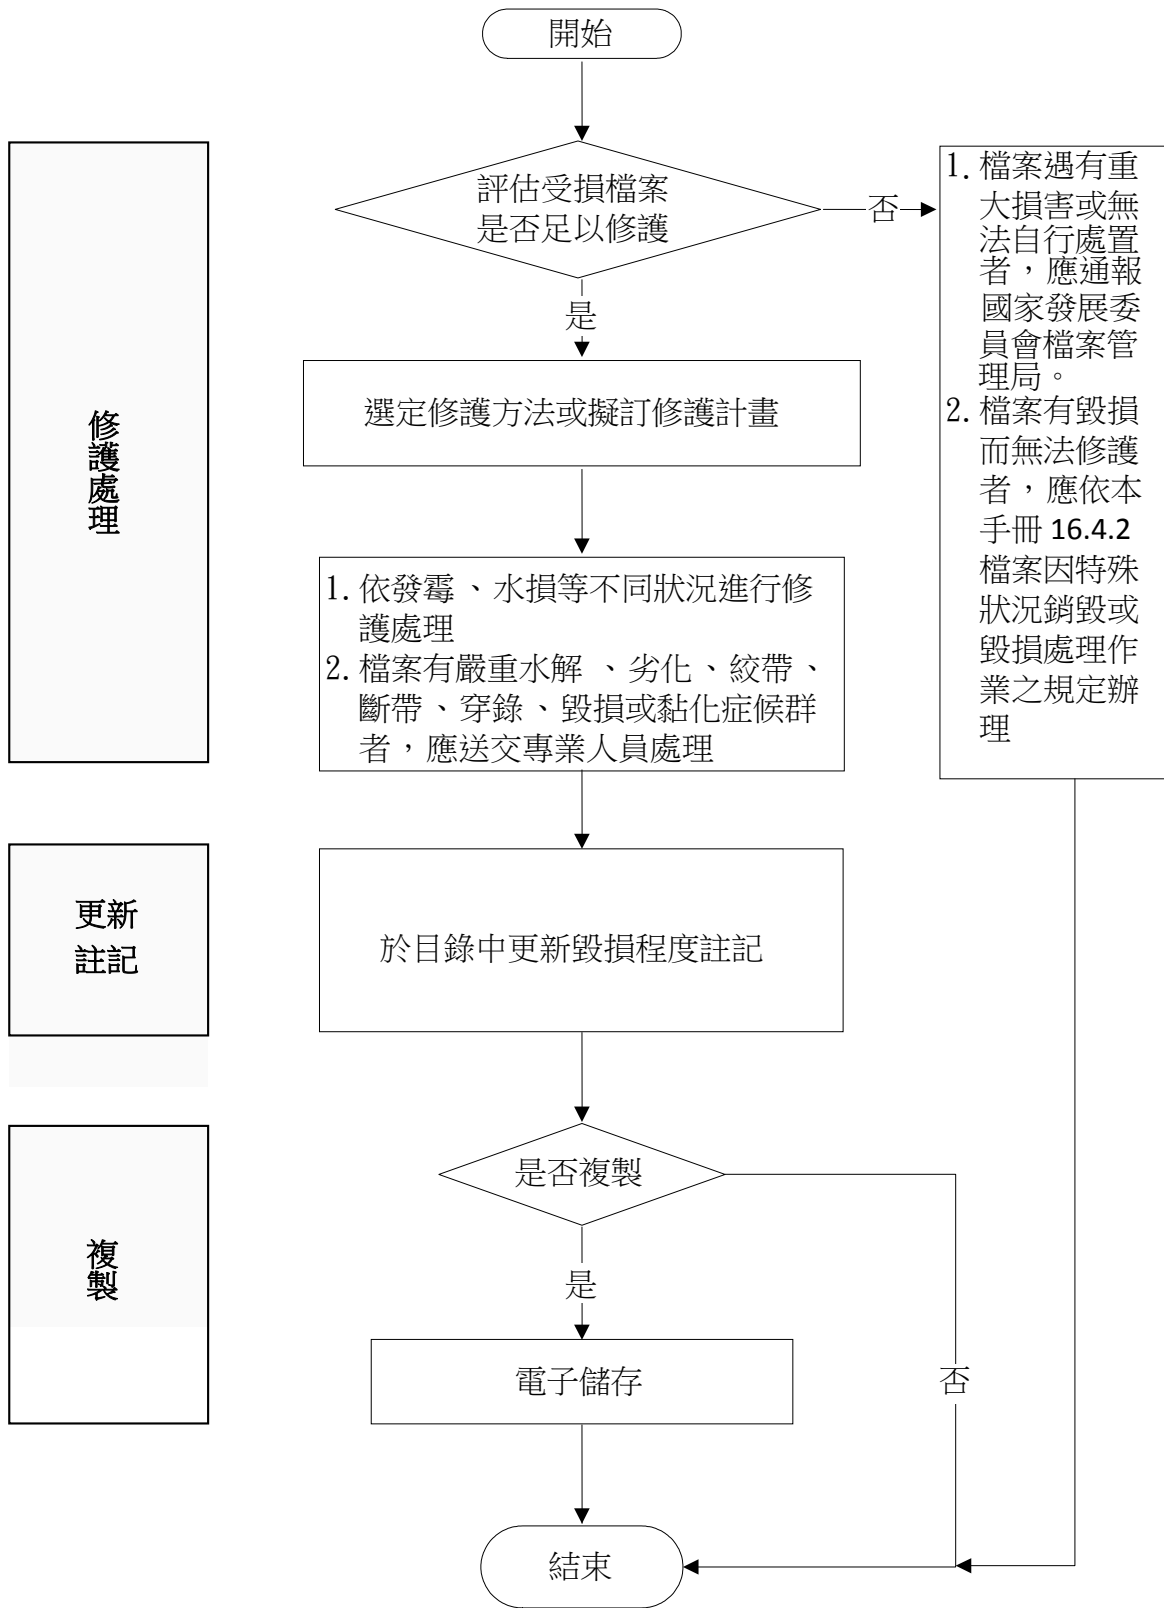 開始
評估受損檔案
是否足以修護
否
1. 檔案遇有重
大損害或無
法自行處置
者，應通報
國家發展委
員會檔案管
理局。
2. 檔案有毀損
而無法修護
者，應依本
手冊 16.4.2
檔案因特殊
狀況銷毀或
毀損處理作
業之規定辦
理
是
選定修護方法或擬訂修護計畫
修護處理
1. 依發霉、水損等不同狀況進行修
護處理
2. 檔案有嚴重水解、劣化、絞帶、
斷帶、穿錄、毀損或黏化症候群
者，應送交專業人員處理
更新
註記
於目錄中更新毀損程度註記
複製
是否複製
是
否
電子儲存
結束